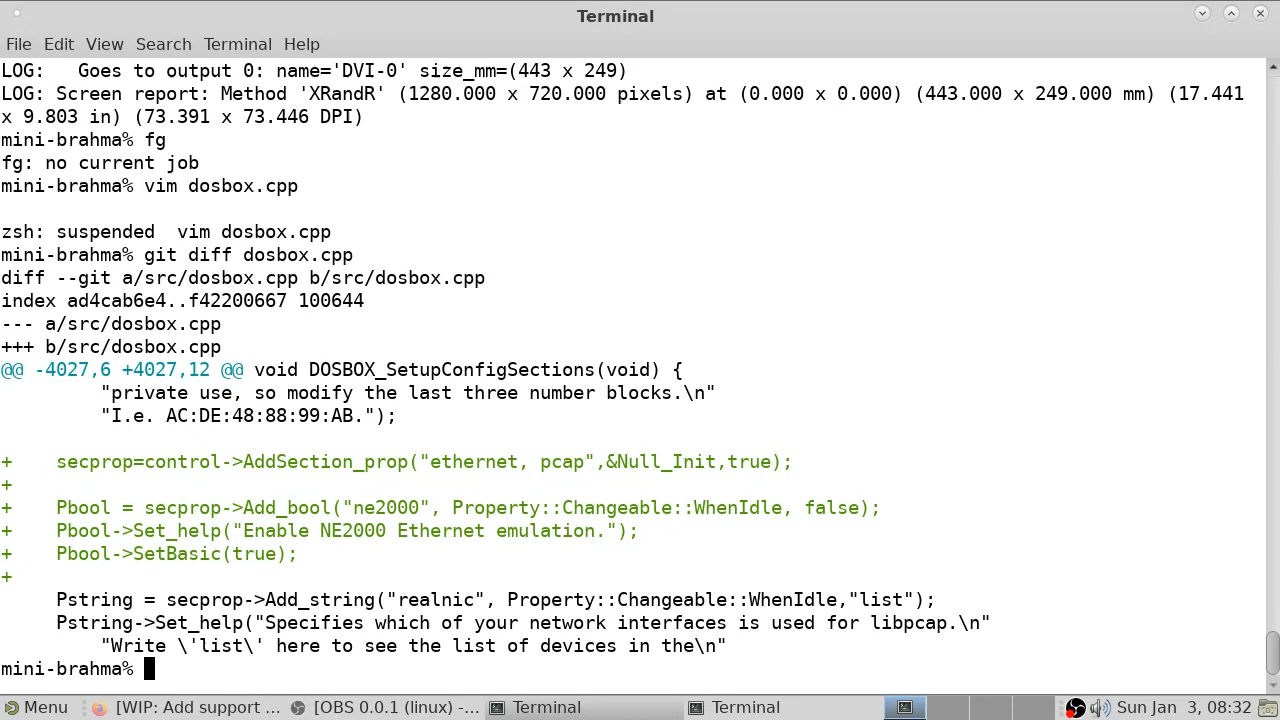 Terminal
File Edit View Search Terminal Help
LOG:   Goes to output 0: name='DVI-0' size_mm=(443 x 249)
LOG: Screen report: Method 'XRandR' (1280.000 x 720.000 pixels) at (0.000 x 0.000) (443.000 x 249.000 mm) (17.441
x 9.803 in) (73.391 x 73.446 DPI)
mini-brahma% fg
fg: no current job
mini-brahma% vim dosbox.cpp
zsh: suspended  vim dosbox.cpp
mini-brahma% git diff dosbox.cpp
diff --git a/src/dosbox.cpp b/src/dosbox.cpp
index ad4cab6e4..f42200667 100644
--- a/src/dosbox.cpp
+++ b/src/dosbox.cpp
@@ -4027,6 +4027,12 @@ void DOSBOX_SetupConfigSections(void) {
         "private use, so modify the last three number blocks.\n"
         "I.e. AC:DE:48:88:99:AB.");
+    secprop=control->AddSection_prop("ethernet, pcap",&Null_Init,true);
+
+    Pbool = secprop->Add_bool("ne2000", Property::Changeable::WhenIdle, false);
+    Pbool->Set_help("Enable NE2000 Ethernet emulation.");
+    Pbool->SetBasic(true);
+
     Pstring = secprop->Add_string("realnic", Property::Changeable::WhenIdle,"list");
     Pstring->Set_help("Specifies which of your network interfaces is used for libpcap.\n"
         "Write \'list\' here to see the list of devices in the\n"
mini-brahma%
Menu [WIP: Add support ... [OBS 0.0.1 (linux) -... Terminal Terminal Sun Jan  3, 08:32